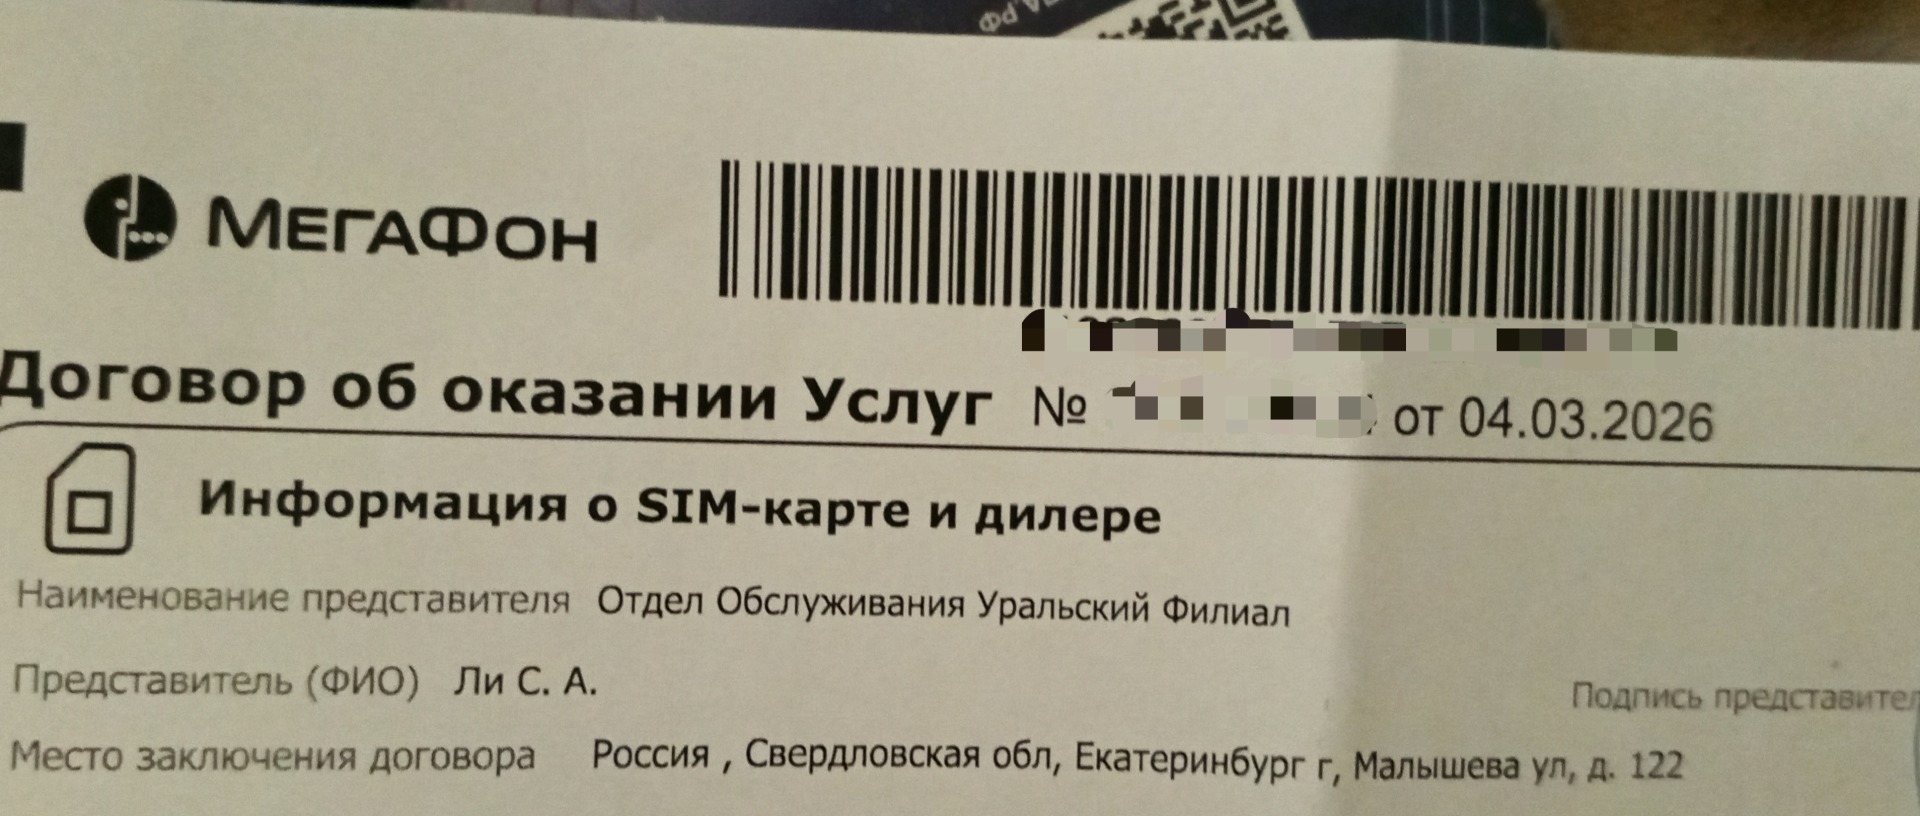 МЕГАФОН
Договор об оказании Услуг № от 04.03.2026
Информация о SIM-карте и дилере
Наименование представителя Отдел Обслуживания Уральский Филиал
Представитель (ФИО) Ли С. А.
Подпись
Место заключения договора Россия , Свердловская обл, Екатеринбург г, Малышева ул, д. 122